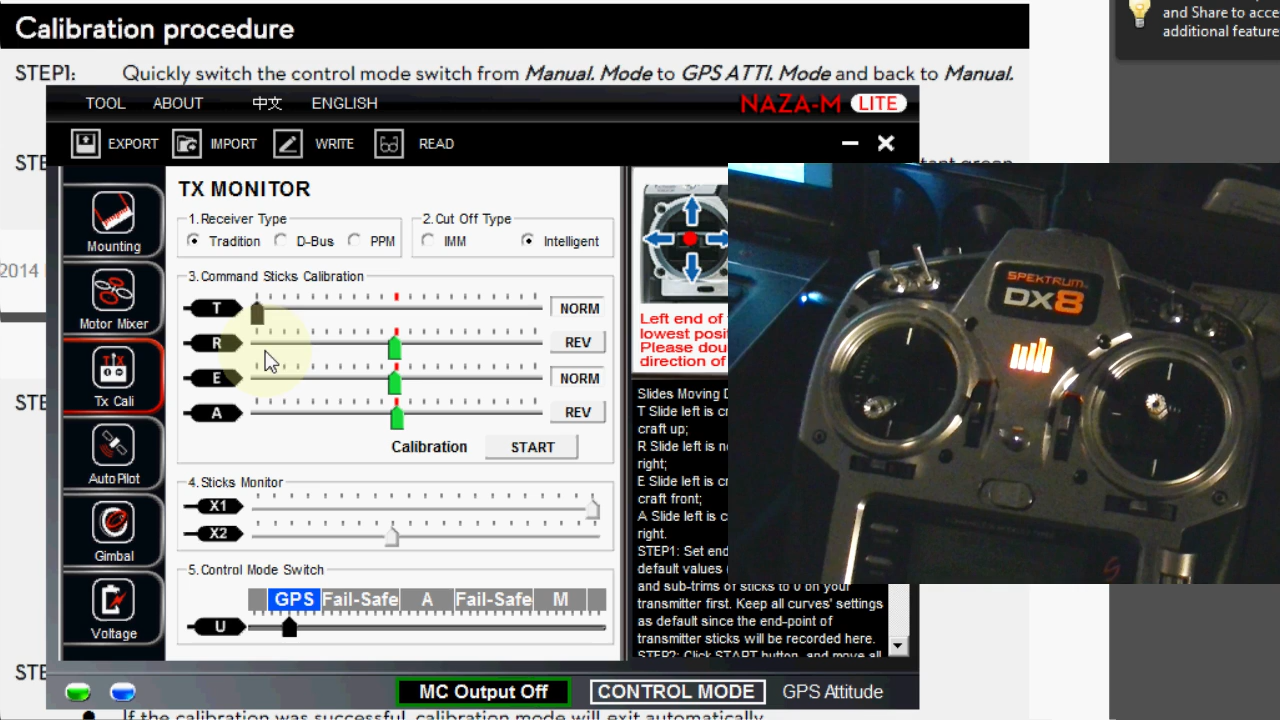 Calibration procedure
and Share to acce
additional feature
STEP1: Quickly switch the control mode switch from Manual. Mode to GPS ATTI. Mode and back to Manual.
TOOL ABOUT 中文 ENGLISH NAZA-M LITE
EXPORT IMPORT WRITE READ
STE
TX MONITOR
1.Receiver Type 2.Cut Off Type
Tradition D-Bus PPM IMM Intelligent
3.Command Sticks Calibration
T NORM
R REV
E NORM
A REV
Calibration START
4.Sticks Monitor
X1
X2
5.Control Mode Switch
GPS Fail-Safe A Fail-Safe M
U
Mounting
Motor Mixer
Tx Cali
AutoPilot
Gimbal
Voltage
2014
STE
STE
Left end of
lowest posi
Please dou
direction of
Slides Moving D
T Slide left is cr
craft up;
R Slide left is no
right;
E Slide left is cr
craft front;
A Slide left is c
right.
STEP1: Set end
default values
and sub-trims of sticks to 0 on your
transmitter first. Keep all curves' settings
as default since the end-point of
transmitter sticks will be recorded here.
STEP2: Click START button, and move all
SPEKTRUM
DX8
MC Output Off CONTROL MODE GPS Attitude
If the calibration was successful, calibration mode will exit automatically